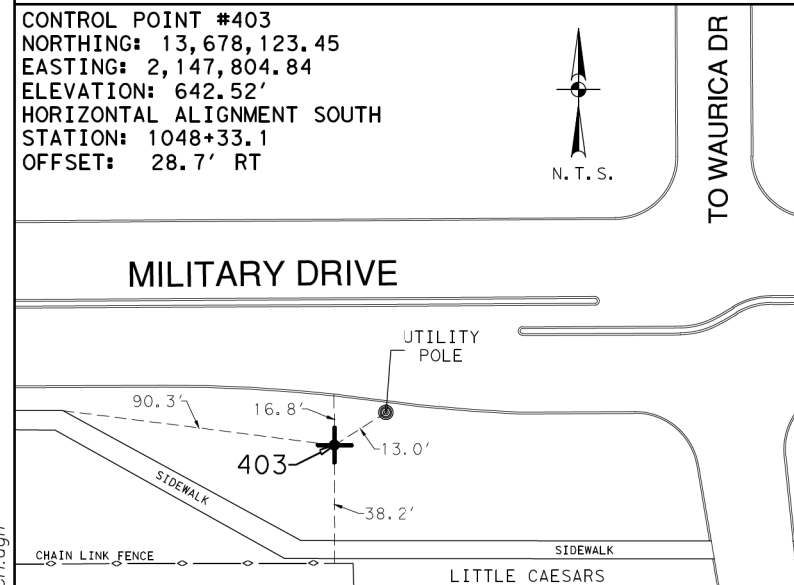 CONTROL POINT #403
NORTHING: 13,678,123.45
EASTING: 2,147,804.84
ELEVATION: 642.52'
HORIZONTAL ALIGNMENT SOUTH
STATION: 1048+33.1
OFFSET: 28.7' RT
N.T.S.
TO WAURICA DR
MILITARY DRIVE
UTILITY
POLE
90.3'
16.8'
13.0'
403
38.2'
SIDEWALK
CHAIN LINK FENCE
SIDEWALK
LITTLE CAESARS